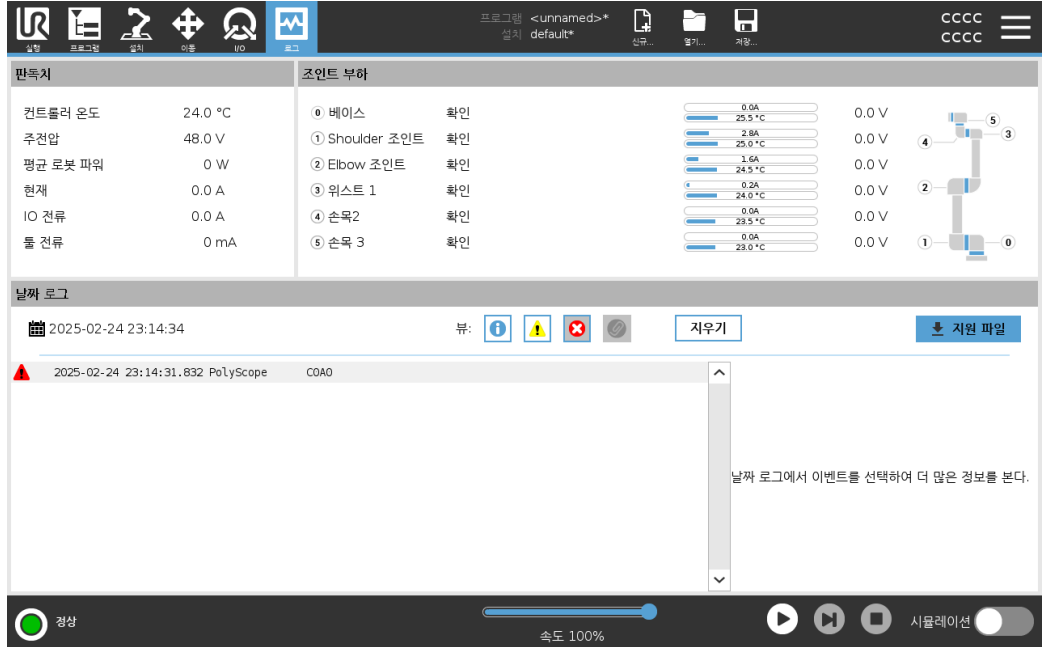 UR
실행
프로그램
설치
이동
I/O
로그
프로그램 <unnamed>*
설치 default*
신규...
열기...
저장...
CCCC
CCCC
판독치
조인트 부하
컨트롤러 온도 24.0 °C
주전압 48.0 V
평균 로봇 파워 0 W
현재 0.0 A
IO 전류 0.0 A
툴 전류 0 mA
0 베이스 확인 0.0A 25.5 °C 0.0 V
1 Shoulder 조인트 확인 2.8A 25.0 °C 0.0 V
2 Elbow 조인트 확인 1.6A 24.5 °C 0.0 V
3 위스트 1 확인 0.2A 24.0 °C 0.0 V
4 손목2 확인 0.0A 23.5 °C 0.0 V
5 손목 3 확인 0.0A 23.0 °C 0.0 V
5
4 3
2
1 0
날짜 로그
2025-02-24 23:14:34
뷰:
지우기
지원 파일
2025-02-24 23:14:31.832 PolyScope C0A0
날짜 로그에서 이벤트를 선택하여 더 많은 정보를 본다.
정상
속도 100%
시뮬레이션